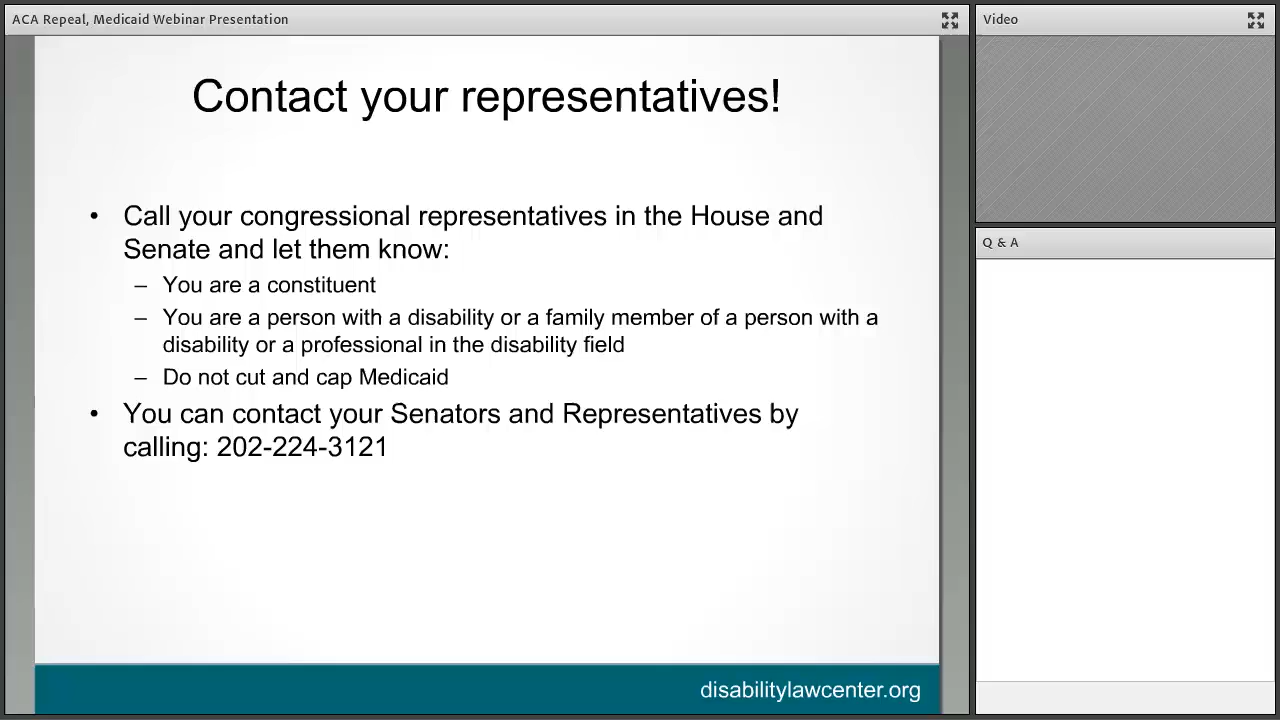 ACA Repeal, Medicaid Webinar Presentation
Video
Contact your representatives!
• Call your congressional representatives in the House and
Senate and let them know:
– You are a constituent
– You are a person with a disability or a family member of a person with a
disability or a professional in the disability field
– Do not cut and cap Medicaid
• You can contact your Senators and Representatives by
calling: 202-224-3121
disabilitylawcenter.org
Q & A